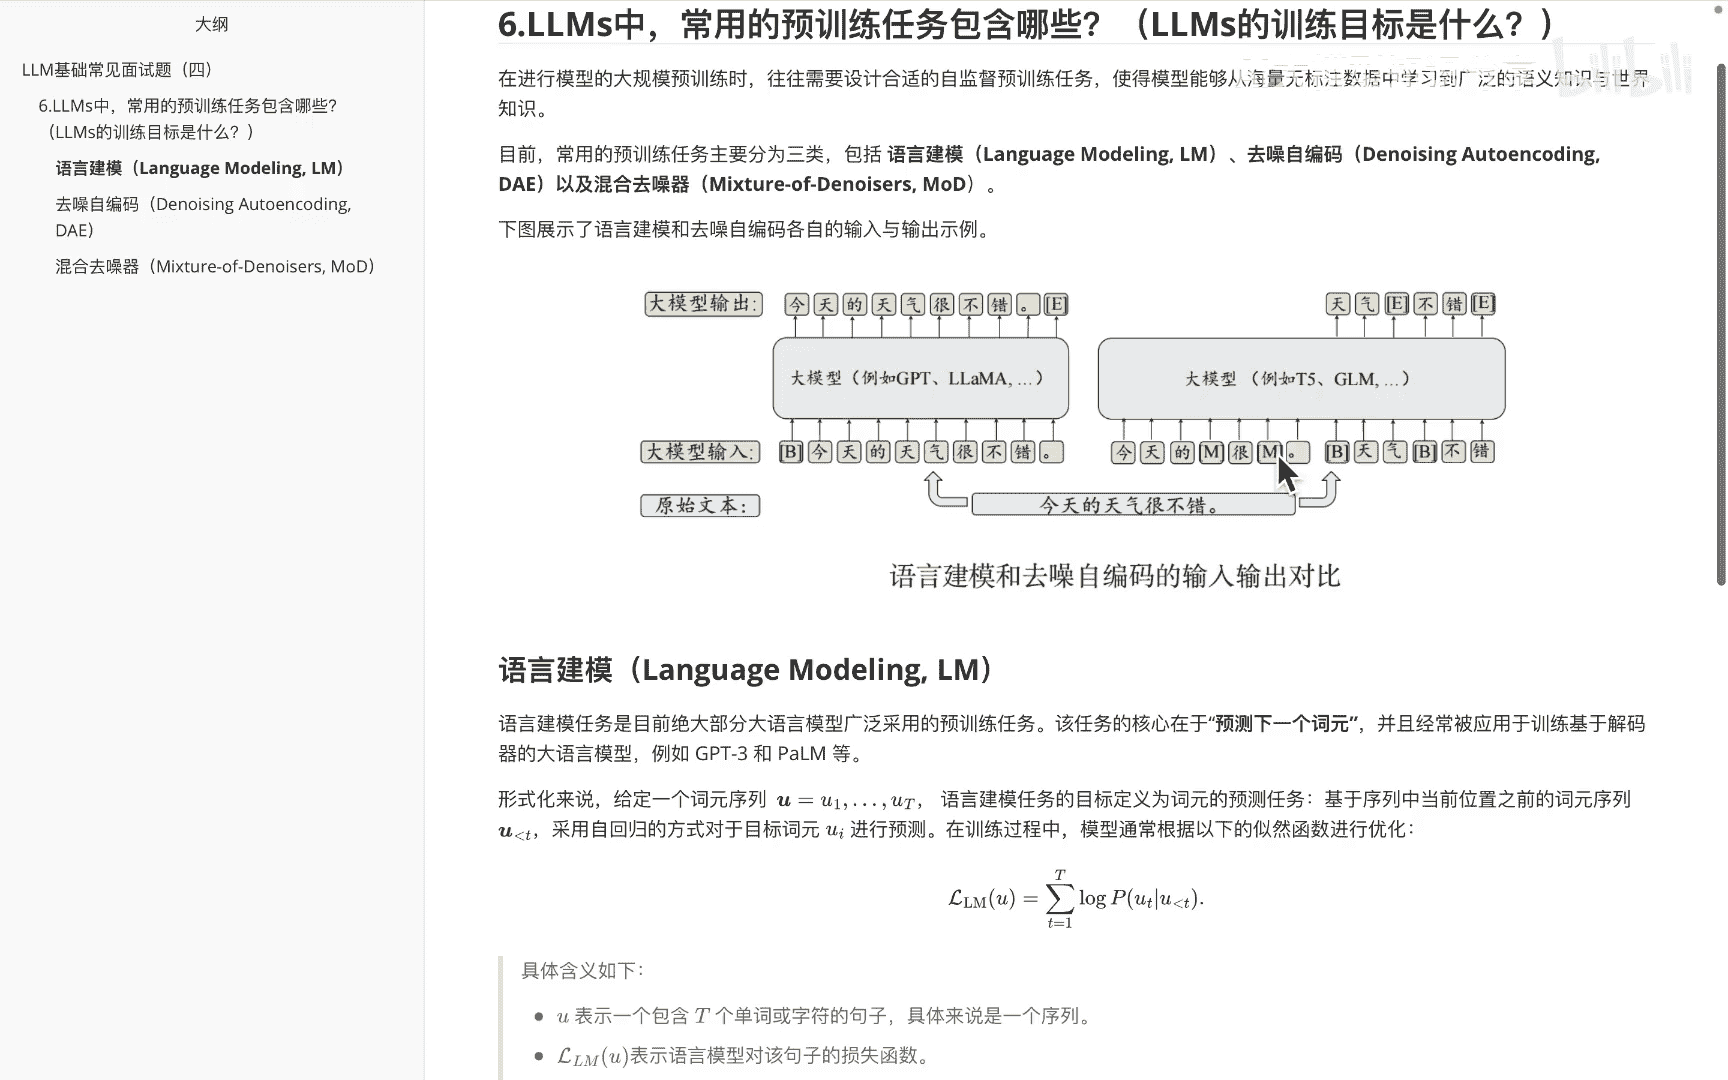 大纲
LLM基础常见面试题（四）
6.LLMs中，常用的预训练任务包含哪些？
（LLMs的训练目标是什么？）
语言建模（Language Modeling, LM）
去噪自编码（Denoising Autoencoding,
DAE）
混合去噪器（Mixture-of-Denoisers, MoD）
6.LLMs中，常用的预训练任务包含哪些？（LLMs的训练目标是什么？）
在进行模型的大规模预训练时，往往需要设计合适的自监督预训练任务，使得模型能够从海量无标注数据中学习到广泛的语义知识与世界
知识。
bilibili
目前，常用的预训练任务主要分为三类，包括 语言建模（Language Modeling, LM）、去噪自编码（Denoising Autoencoding,
DAE）以及混合去噪器（Mixture-of-Denoisers, MoD）。
下图展示了语言建模和去噪自编码各自的输入与输出示例。
大模型输出: 今 天 的 天 气 很 不 错 。 [E] 天 气 [E] 不 错 [E]
大模型（例如GPT、LLaMA, ...） 大模型（例如T5、GLM, ...）
大模型输入: [B] 今 天 的 天 气 很 不 错 。 今 天 的 [M] 很 [M] 。 [B] 天 气 [B] 不 错
原始文本: 今天的天气很不错。
语言建模和去噪自编码的输入输出对比
语言建模（Language Modeling, LM）
语言建模任务是目前绝大部分大语言模型广泛采用的预训练任务。该任务的核心在于“预测下一个词元”，并且经常被应用于训练基于解码
器的大语言模型，例如 GPT-3 和 PaLM 等。
形式化来说，给定一个词元序列 u = u₁, ..., u_T， 语言建模任务的目标定义为词元的预测任务：基于序列中当前位置之前的词元序列
u_{<t}，采用自回归的方式对于目标词元 u_i 进行预测。在训练过程中，模型通常根据以下的似然函数进行优化：
L_LM(u) = ∑_{t=1}^{T} log P(u_t|u_{<t}).
具体含义如下：
• u 表示一个包含 T 个单词或字符的句子，具体来说是一个序列。
• L_LM(u)表示语言模型对该句子的损失函数。